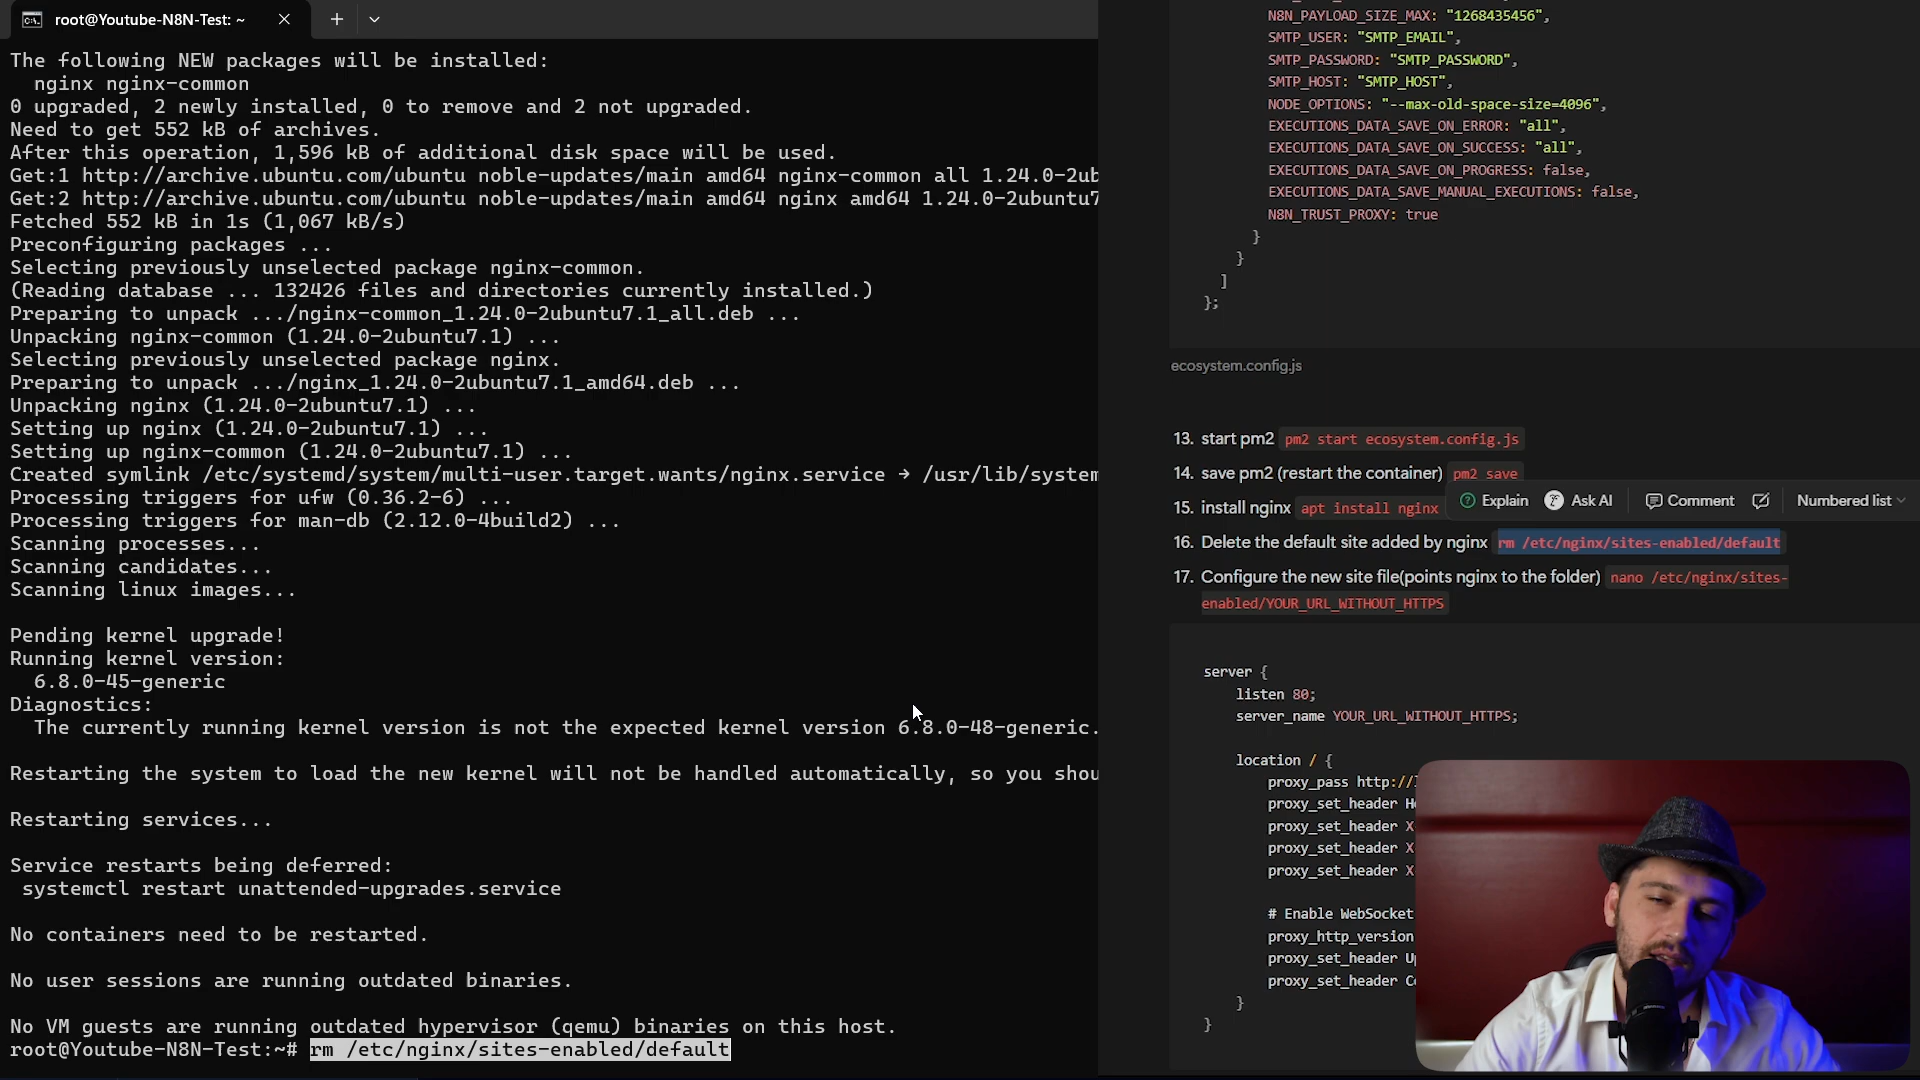 root@Youtube-N8N-Test: ~
The following NEW packages will be installed:
nginx nginx-common
0 upgraded, 2 newly installed, 0 to remove and 2 not upgraded.
Need to get 552 kB of archives.
After this operation, 1,596 kB of additional disk space will be used.
Get:1 http://archive.ubuntu.com/ubuntu noble-updates/main amd64 nginx-common all 1.24.0-2ub
Get:2 http://archive.ubuntu.com/ubuntu noble-updates/main amd64 nginx amd64 1.24.0-2ubuntu7
Fetched 552 kB in 1s (1,067 kB/s)
Preconfiguring packages ...
Selecting previously unselected package nginx-common.
(Reading database ... 132426 files and directories currently installed.)
Preparing to unpack .../nginx-common_1.24.0-2ubuntu7.1_all.deb ...
Unpacking nginx-common (1.24.0-2ubuntu7.1) ...
Selecting previously unselected package nginx.
Preparing to unpack .../nginx_1.24.0-2ubuntu7.1_amd64.deb ...
Unpacking nginx (1.24.0-2ubuntu7.1) ...
Setting up nginx (1.24.0-2ubuntu7.1) ...
Setting up nginx-common (1.24.0-2ubuntu7.1) ...
Created symlink /etc/systemd/system/multi-user.target.wants/nginx.service → /usr/lib/system
Processing triggers for ufw (0.36.2-6) ...
Processing triggers for man-db (2.12.0-4build2) ...
Scanning processes...
Scanning candidates...
Scanning linux images...
Pending kernel upgrade!
Running kernel version:
6.8.0-45-generic
Diagnostics:
The currently running kernel version is not the expected kernel version 6.8.0-48-generic.
Restarting the system to load the new kernel will not be handled automatically, so you shou
Restarting services...
Service restarts being deferred:
systemctl restart unattended-upgrades.service
No containers need to be restarted.
No user sessions are running outdated binaries.
No VM guests are running outdated hypervisor (qemu) binaries on this host.
root@Youtube-N8N-Test:~# rm /etc/nginx/sites-enabled/default
N8N_PAYLOAD_SIZE_MAX: "1268435456",
SMTP_USER: "SMTP_EMAIL",
SMTP_PASSWORD: "SMTP_PASSWORD",
SMTP_HOST: "SMTP_HOST",
NODE_OPTIONS: "--max-old-space-size=4096",
EXECUTIONS_DATA_SAVE_ON_ERROR: "all",
EXECUTIONS_DATA_SAVE_ON_SUCCESS: "all",
EXECUTIONS_DATA_SAVE_ON_PROGRESS: false,
EXECUTIONS_DATA_SAVE_MANUAL_EXECUTIONS: false,
N8N_TRUST_PROXY: true
}
}
]
};
ecosystem.config.js
13. start pm2 pm2 start ecosystem.config.js
14. save pm2 (restart the container) pm2 save
15. install nginx apt install nginx
Explain Ask AI Comment Numbered list
16. Delete the default site added by nginx rm /etc/nginx/sites-enabled/default
17. Configure the new site file(points nginx to the folder) nano /etc/nginx/sites-
enabled/YOUR_URL_WITHOUT_HTTPS
server {
listen 80;
server_name YOUR_URL_WITHOUT_HTTPS;
location / {
proxy_pass http://
proxy_set_header
proxy_set_header X
proxy_set_header X
proxy_set_header X
# Enable WebSocket
proxy_http_version
proxy_set_header
proxy_set_header
}
}